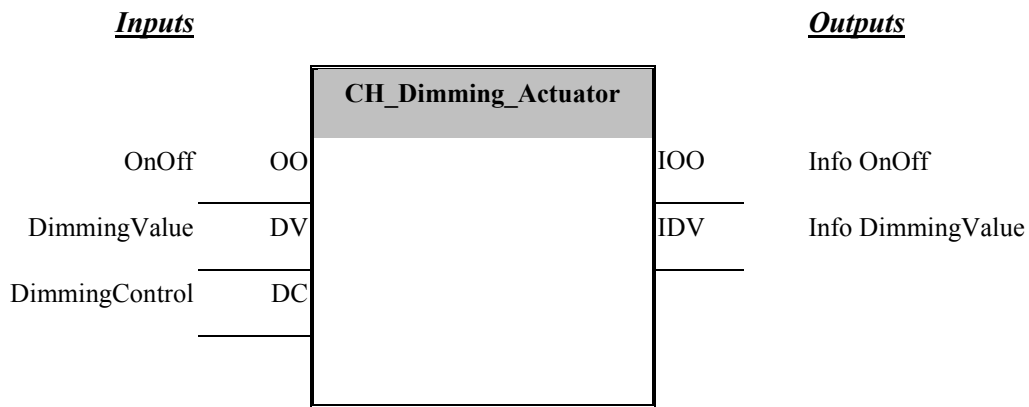 Inputs Outputs
CH_Dimming_Actuator
OnOff OO IOO Info OnOff
DimmingValue DV IDV Info DimmingValue
DimmingControl DC